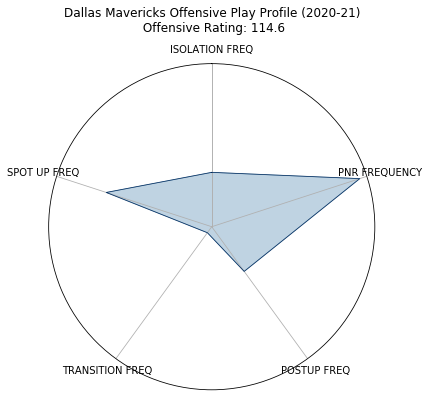 Dallas Mavericks Offensive Play Profile (2020-21)
Offensive Rating: 114.6
ISOLATION FREQ
SPOT UP FREQ
PNR FREQUENCY
TRANSITION FREQ
POSTUP FREQ